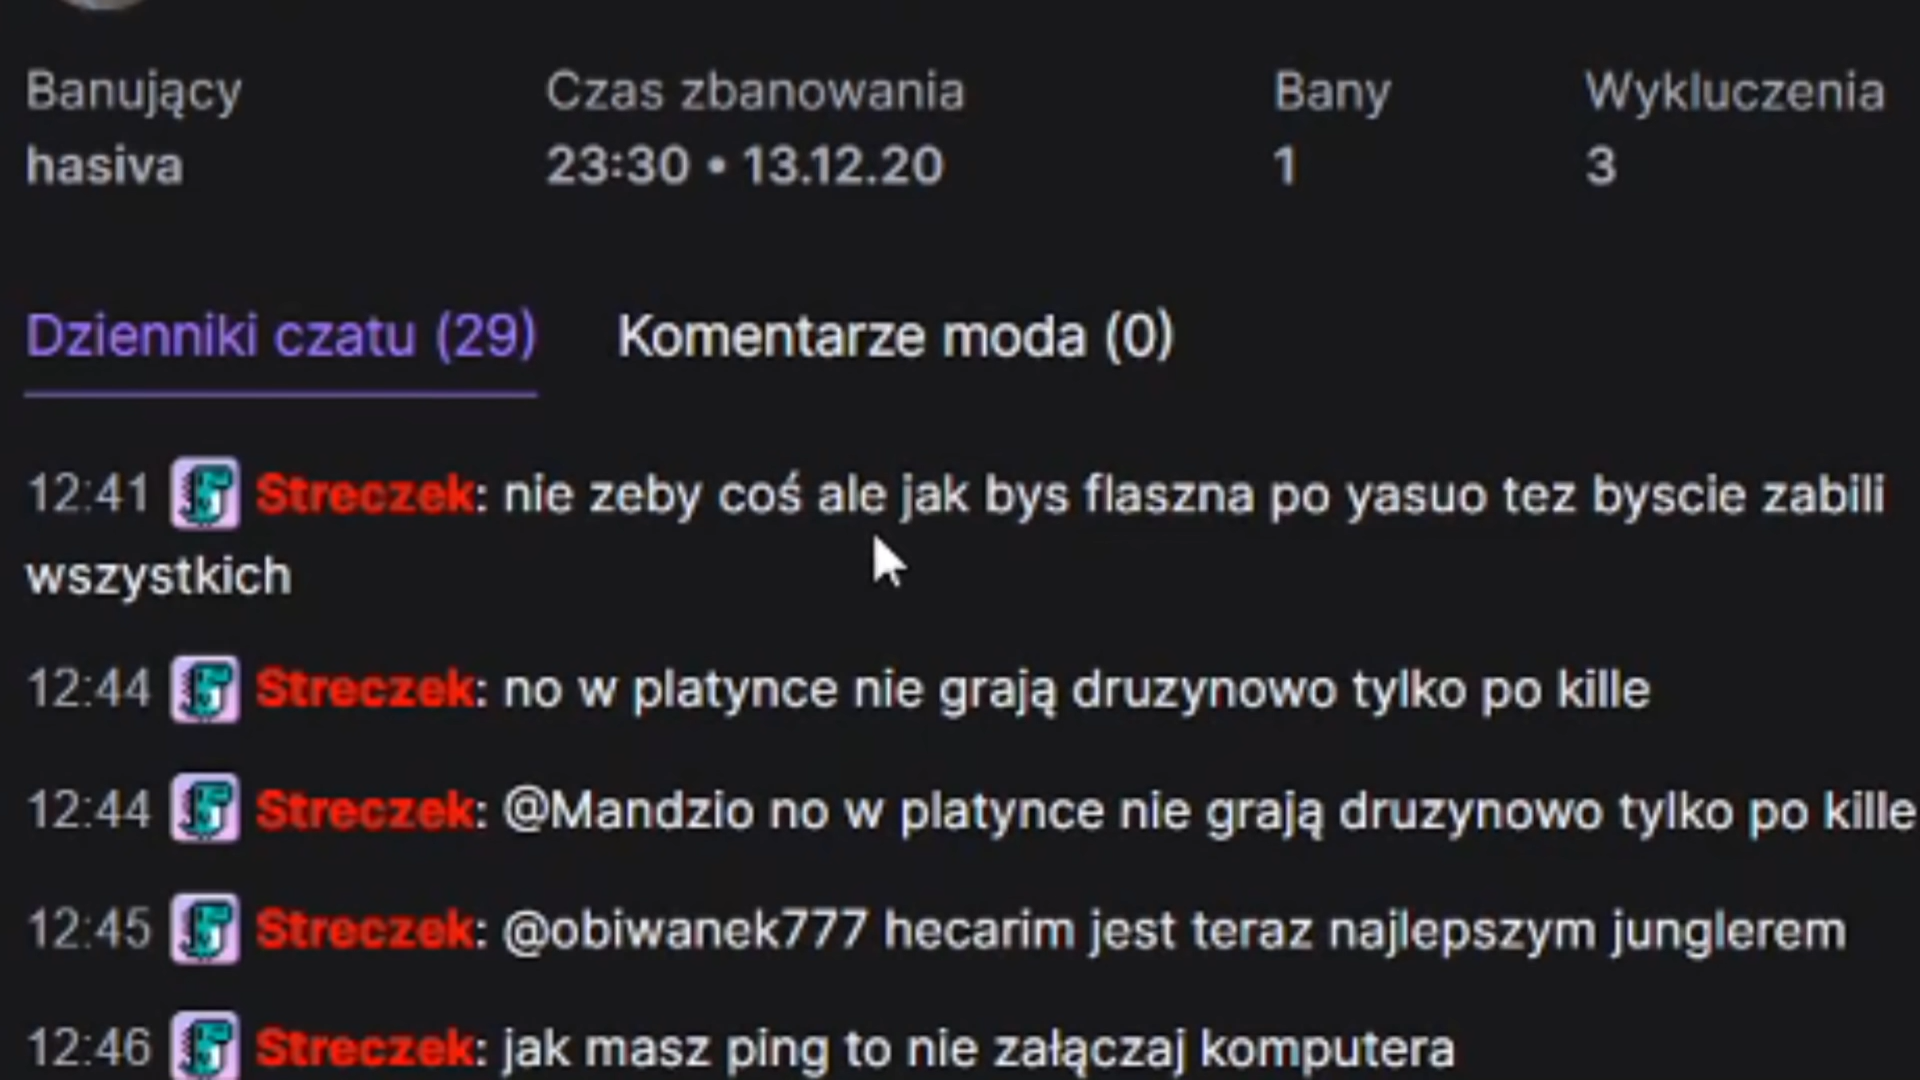 Banujący Czas zbanowania Bany Wykluczenia
hasiva 23:30 • 13.12.20 1 3
Dzienniki czatu (29) Komentarze moda (0)
12:41 Streczek: nie zeby coś ale jak bys flaszna po yasuo tez byscie zabili
wszystkich
12:44 Streczek: no w platynce nie grają druzynowo tylko po kille
12:44 Streczek: @Mandzio no w platynce nie grają druzynowo tylko po kille
12:45 Streczek: @obiwanek777 hecarim jest teraz najlepszym junglerem
12:46 Streczek: jak masz ping to nie załączaj komputera